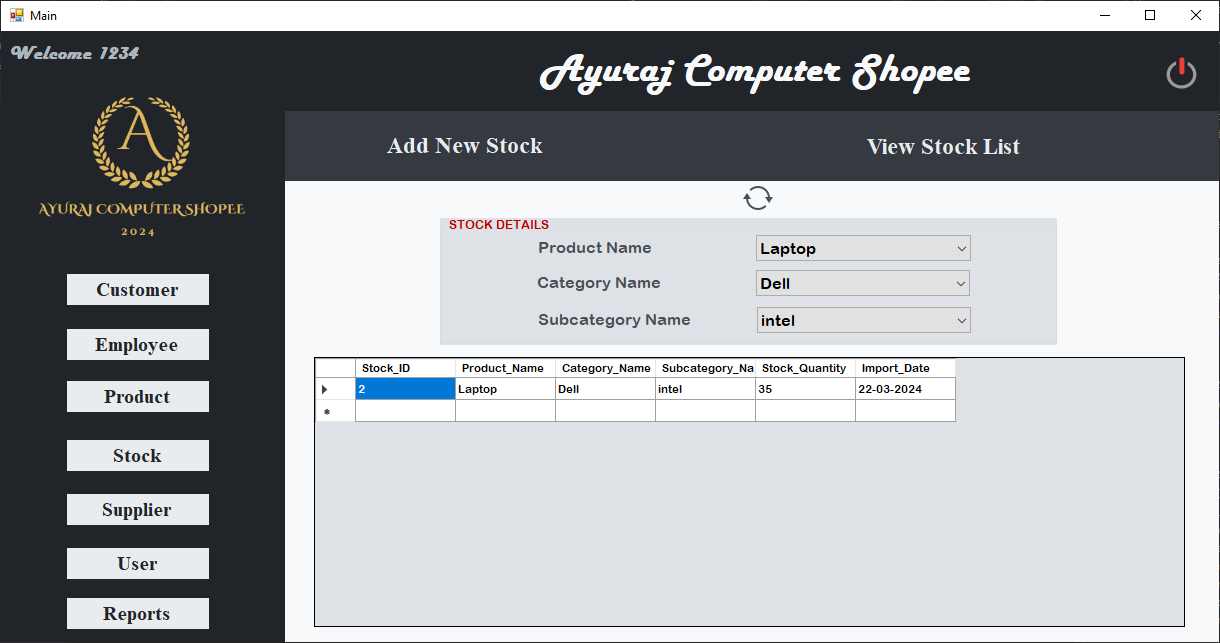 Main
Welcome 1234
Ayuraj Computer Shopee
A
AYURAJ COMPUTER SHOPEE
2024
Add New Stock View Stock List
Customer
Employee
Product
Stock
Supplier
User
Reports
STOCK DETAILS
Product Name Laptop
Category Name Dell
Subcategory Name intel
Stock_ID Product_Name Category_Name Subcategory_Na Stock_Quantity Import_Date
2 Laptop Dell intel 35 22-03-2024